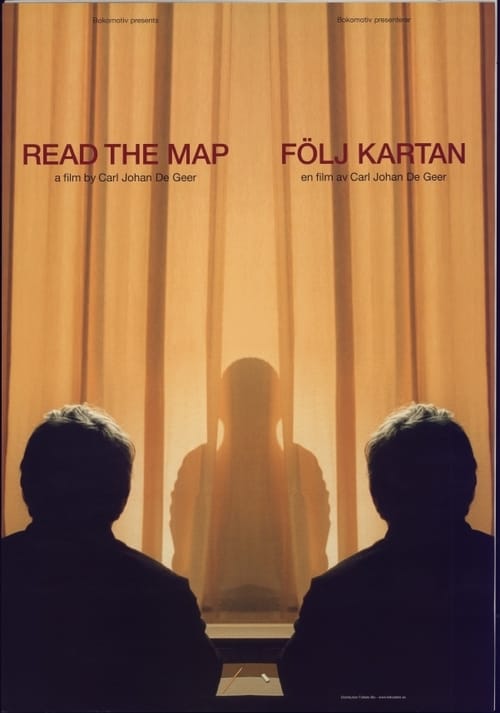 Bokomotiv presents
READ THE MAP
a film by Carl Johan De Geer
Bokomotiv presenterar
FÖLJ KARTAN
en film av Carl Johan De Geer